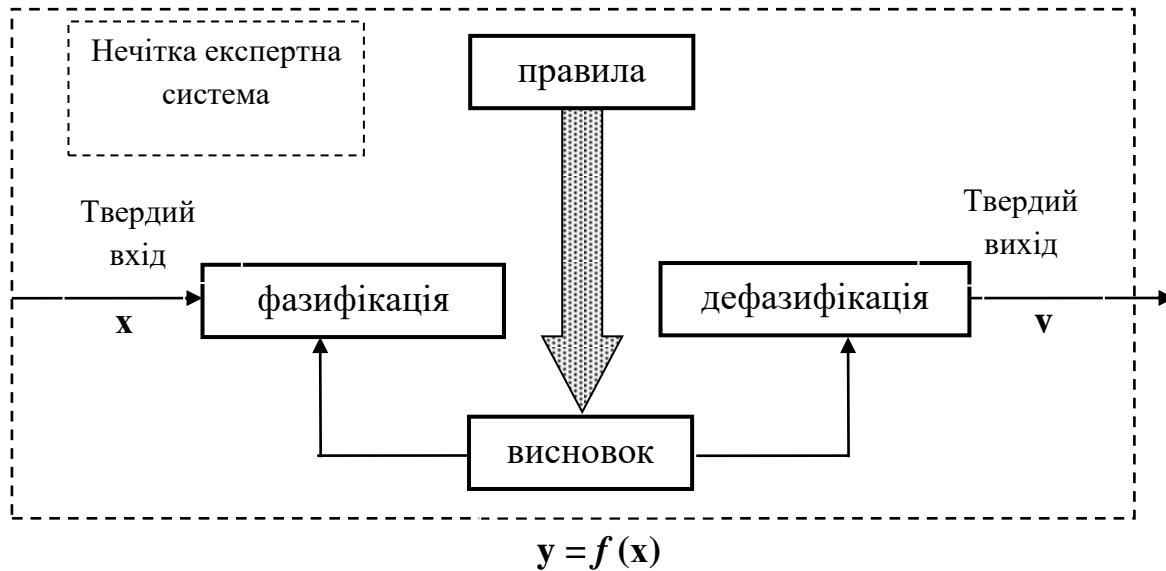 Нечітка експертна
система
правила
Твердий
вхід
Твердий
вихід
фазифікація
дефазифікація
x
v
висновок
y = f (x)